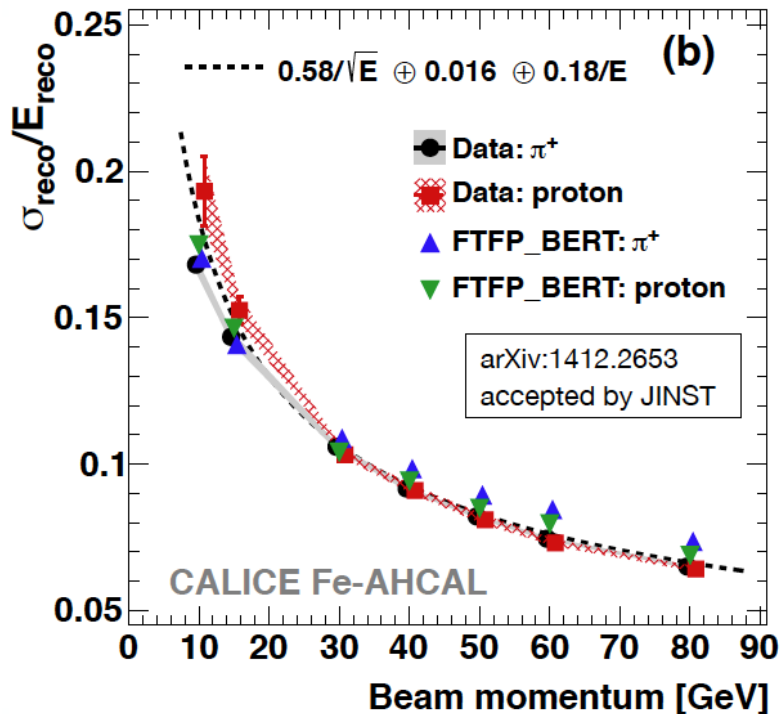 (b)
0.58/√E ⊕ 0.016 ⊕ 0.18/E
Data: π⁺
Data: proton
FTFP_BERT: π⁺
FTFP_BERT: proton
arXiv:1412.2653
accepted by JINST
CALICE Fe-AHCAL
σreco/Ereco
0.25
0.2
0.15
0.1
0.05
0 10 20 30 40 50 60 70 80 90
Beam momentum [GeV]